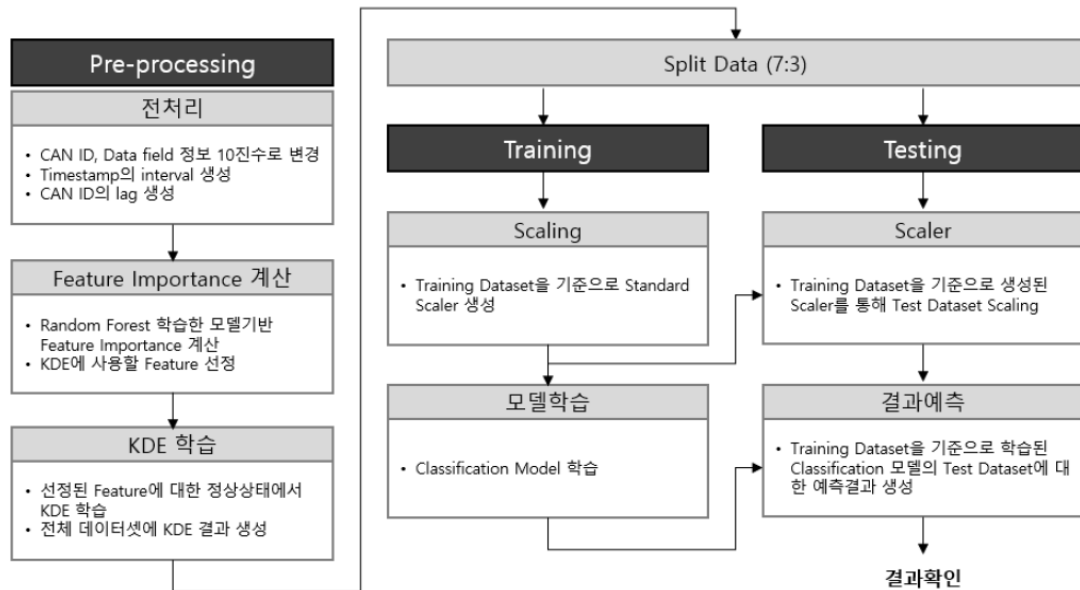 Pre-processing
전처리
• CAN ID, Data field 정보 10진수로 변경
• Timestamp의 interval 생성
• CAN ID의 lag 생성
Feature Importance 계산
• Random Forest 학습한 모델기반
Feature Importance 계산
• KDE에 사용할 Feature 선정
KDE 학습
• 선정된 Feature에 대한 정상상태에서
KDE 학습
• 전체 데이터셋에 KDE 결과 생성
Split Data (7:3)
Training
Scaling
• Training Dataset을 기준으로 Standard
Scaler 생성
모델학습
• Classification Model 학습
Testing
Scaler
• Training Dataset을 기준으로 생성된
Scaler를 통해 Test Dataset Scaling
결과예측
• Training Dataset을 기준으로 학습된
Classification 모델의 Test Dataset에 대
한 예측결과 생성
결과확인